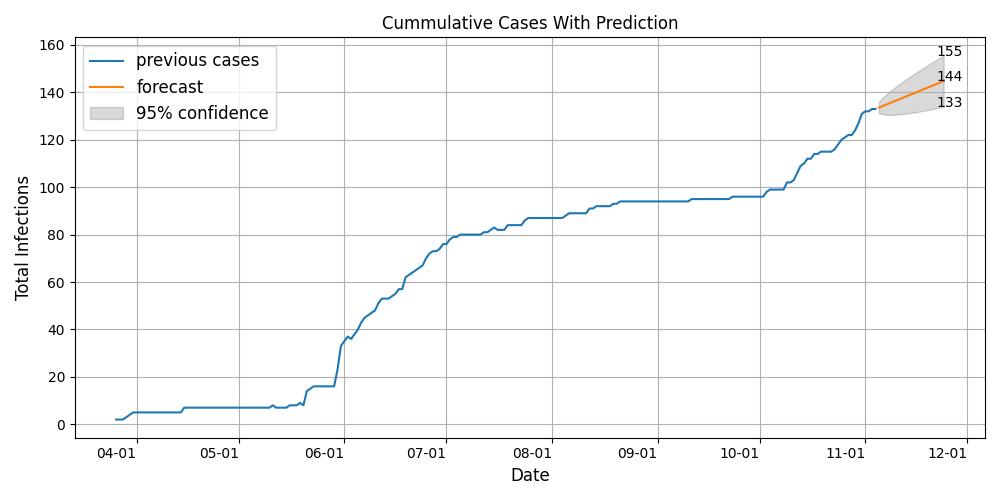 Cummulative Cases With Prediction
160
140
120
100
80
60
40
20
0
Total Infections
previous cases
forecast
95% confidence
155
144
133
04-01 05-01 06-01 07-01 08-01 09-01 10-01 11-01 12-01
Date